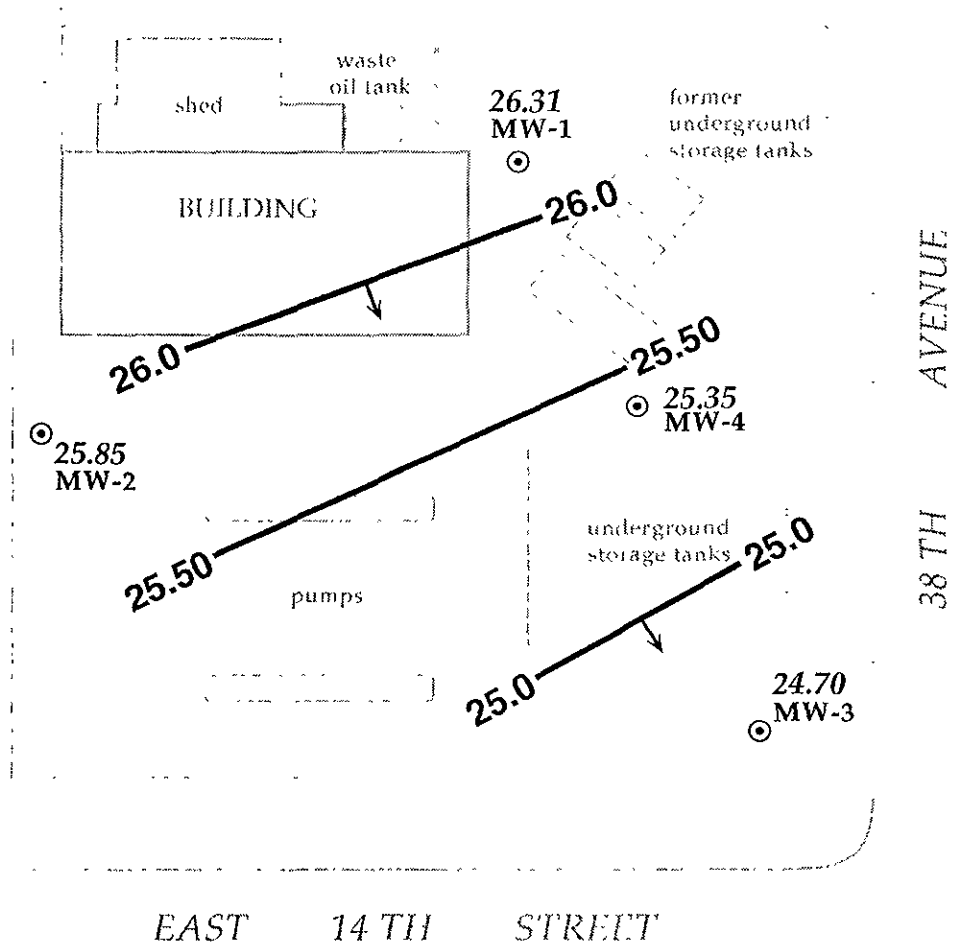 waste
oil tank
shed
26.31
MW-1
former
underground
storage tanks
BUILDING
26.0
26.0
25.50
25.35
MW-4
25.85
MW-2
25.50
underground
storage tanks
25.0
pumps
25.0
24.70
MW-3
38 TH AVENUE
EAST 14 TH STREET